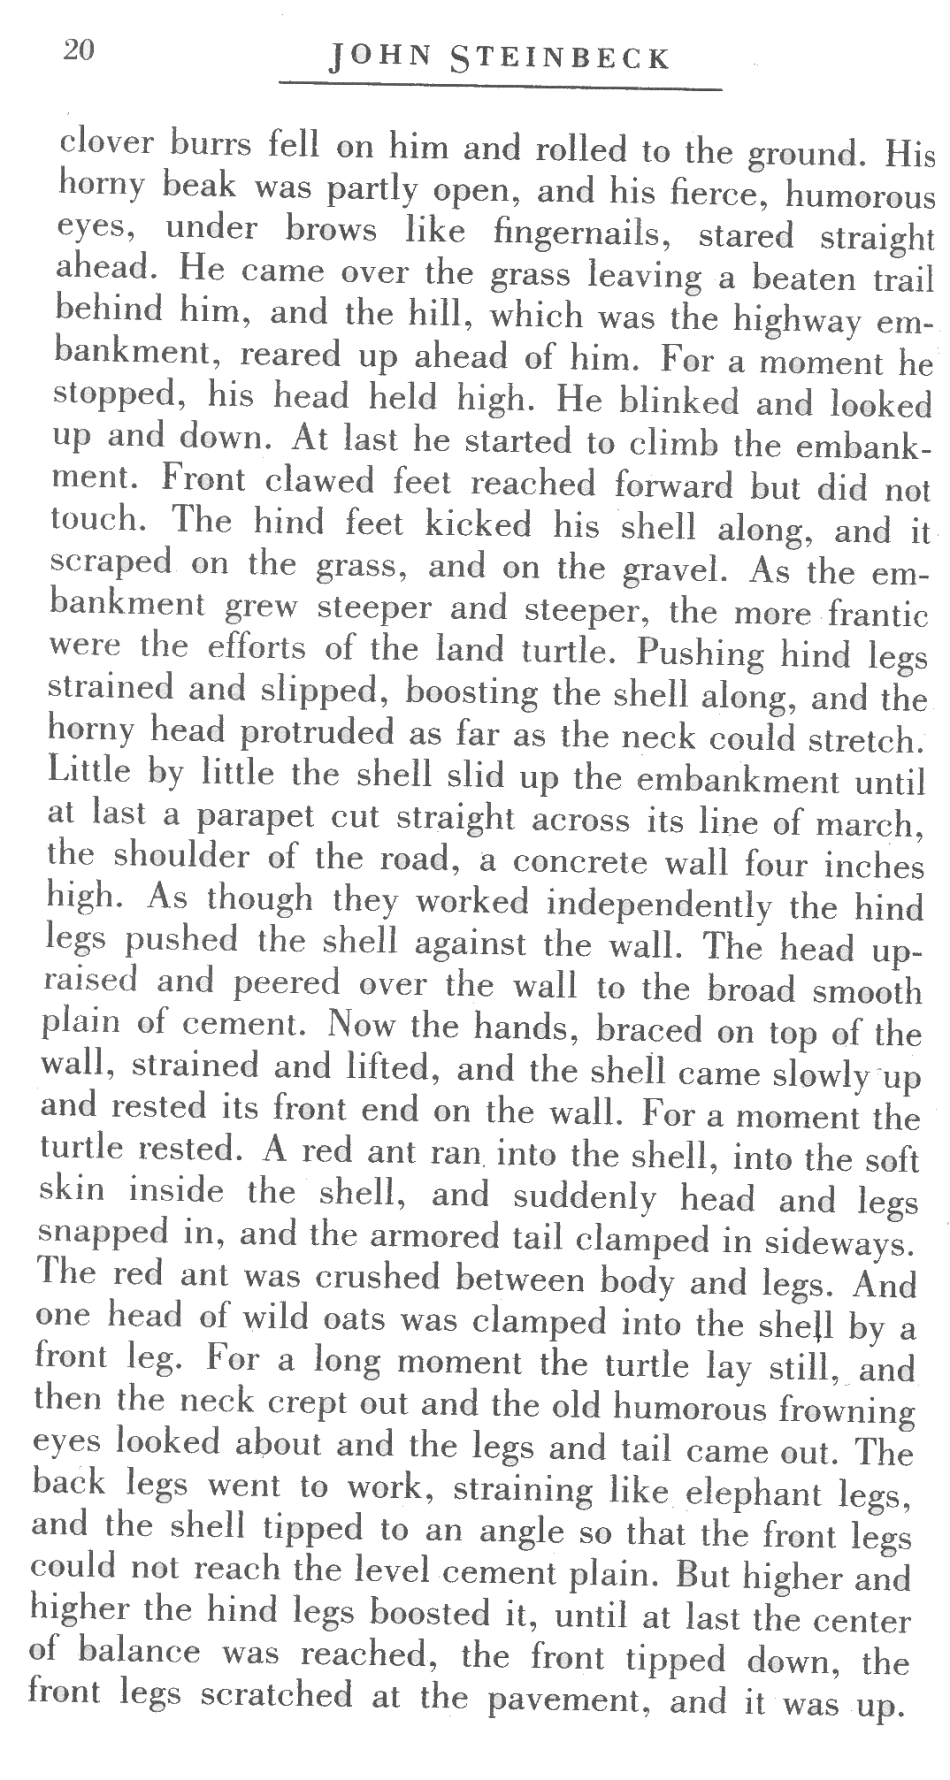 20
JOHN STEINBECK
clover burrs fell on him and rolled to the ground. His
horny beak was partly open, and his fierce, humorous
eyes, under brows like fingernails, stared straight
ahead. He came over the grass leaving a beaten trail
behind him, and the hill, which was the highway em-
bankment, reared up ahead of him. For a moment he
stopped, his head held high. He blinked and looked
up and down. At last he started to climb the embank-
ment. Front clawed feet reached forward but did not
touch. The hind feet kicked his shell along, and it
scraped on the grass, and on the gravel. As the em-
bankment grew steeper and steeper, the more frantic
were the efforts of the land turtle. Pushing hind legs
strained and slipped, boosting the shell along, and the
horny head protruded as far as the neck could stretch.
Little by little the shell slid up the embankment until
at last a parapet cut straight across its line of march,
the shoulder of the road, a concrete wall four inches
high. As though they worked independently the hind
legs pushed the shell against the wall. The head up-
raised and peered over the wall to the broad smooth
plain of cement. Now the hands, braced on top of the
wall, strained and lifted, and the shell came slowly up
and rested its front end on the wall. For a moment the
turtle rested. A red ant ran into the shell, into the soft
skin inside the shell, and suddenly head and legs
snapped in, and the armored tail clamped in sideways.
The red ant was crushed between body and legs. And
one head of wild oats was clamped into the shell by a
front leg. For a long moment the turtle lay still, and
then the neck crept out and the old humorous frowning
eyes looked about and the legs and tail came out. The
back legs went to work, straining like elephant legs,
and the shell tipped to an angle so that the front legs
could not reach the level cement plain. But higher and
higher the hind legs boosted it, until at last the center
of balance was reached, the front tipped down, the
front legs scratched at the pavement, and it was up.